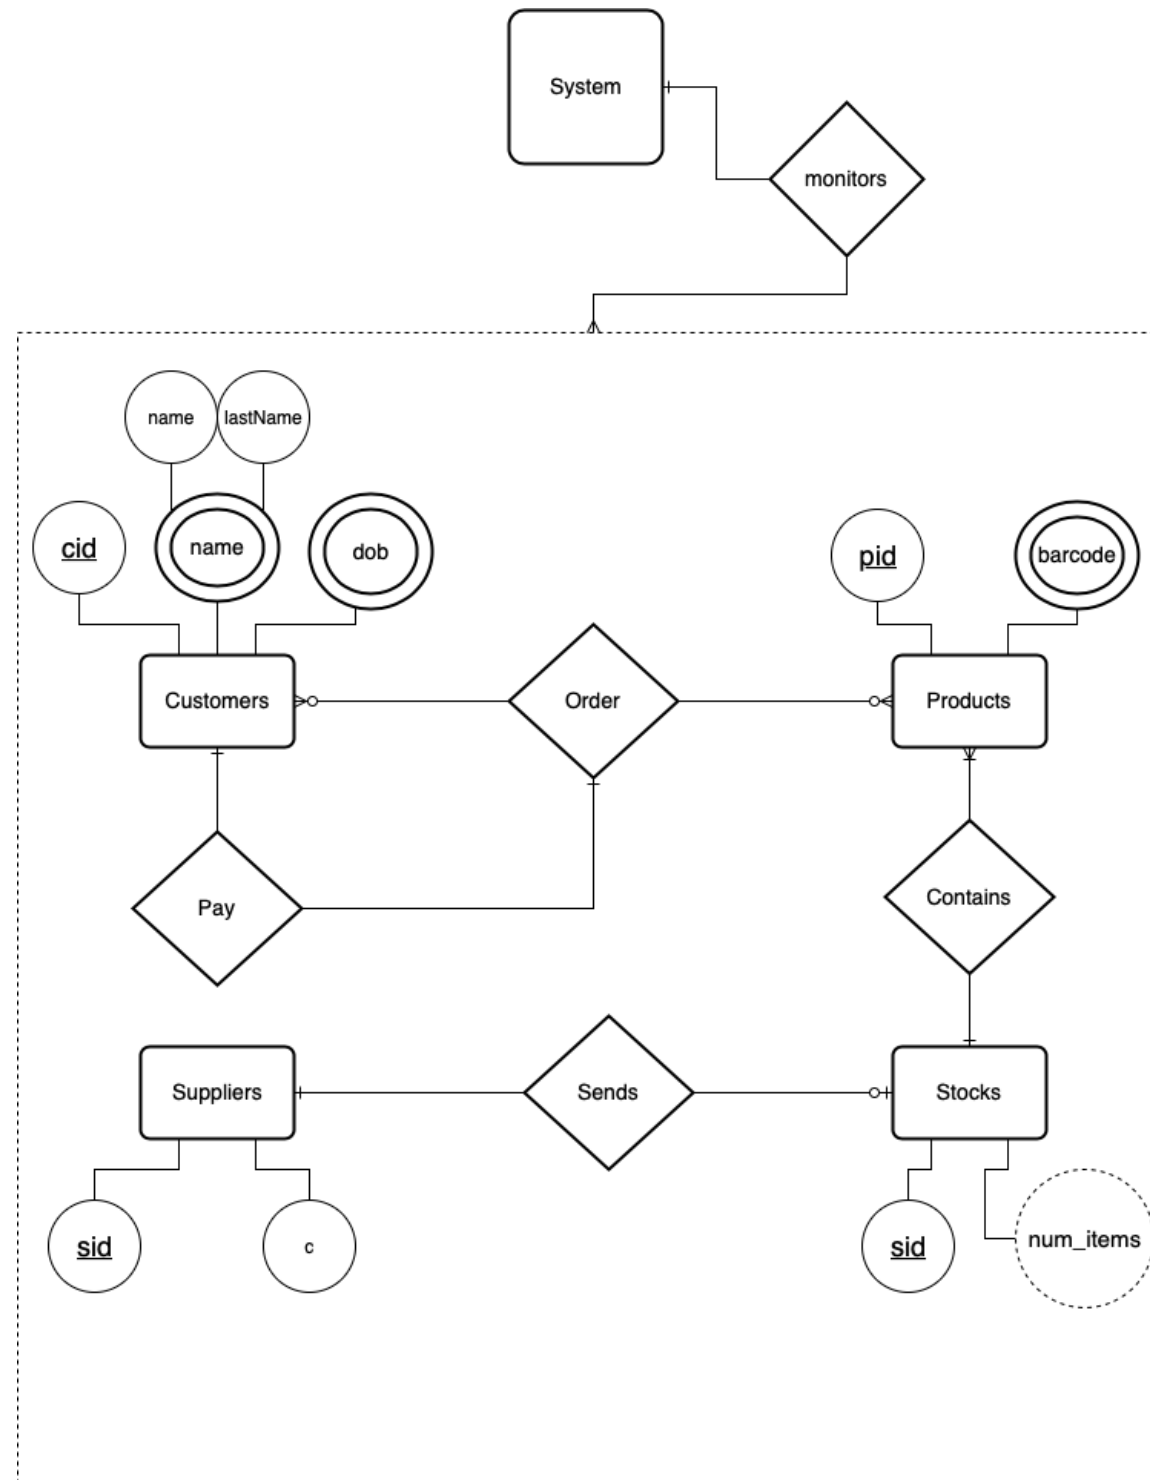 System
monitors
name
lastName
cid
name
dob
pid
barcode
Customers
Order
Products
Pay
Contains
Suppliers
Sends
Stocks
sid
c
sid
num_items